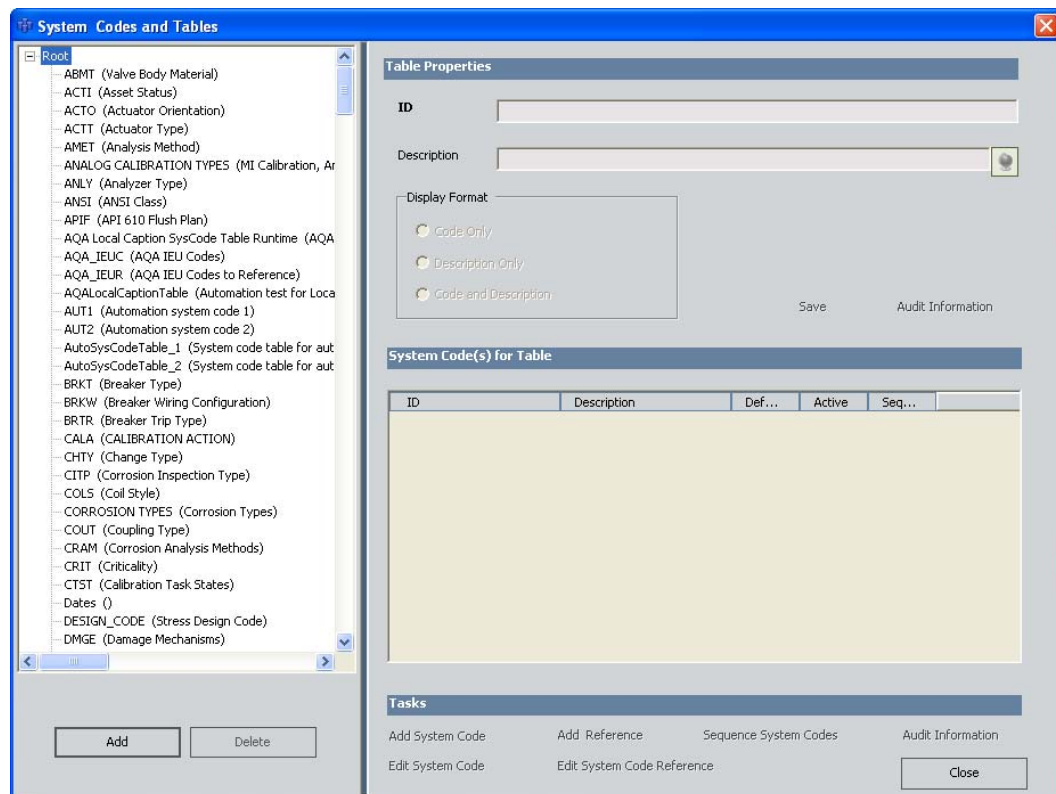 System Codes and Tables
Root
ABMT (Valve Body Material)
ACTI (Asset Status)
ACTO (Actuator Orientation)
ACTT (Actuator Type)
AMET (Analysis Method)
ANALOG CALIBRATION TYPES (MI Calibration, Ar
ANLY (Analyzer Type)
ANSI (ANSI Class)
APIF (API 610 Flush Plan)
AQA Local Caption SysCode Table Runtime (AQA
AQA_IEUC (AQA IEU Codes)
AQA_IEUR (AQA IEU Codes to Reference)
AQALocalCaptionTable (Automation test for Loca
AUT1 (Automation system code 1)
AUT2 (Automation system code 2)
AutoSysCodeTable_1 (System code table for aut
AutoSysCodeTable_2 (System code table for aut
BRKT (Breaker Type)
BRKW (Breaker Wiring Configuration)
BRTR (Breaker Trip Type)
CALA (CALIBRATION ACTION)
CHTY (Change Type)
CITP (Corrosion Inspection Type)
COLS (Coil Style)
CORROSION TYPES (Corrosion Types)
COUT (Coupling Type)
CRAM (Corrosion Analysis Methods)
CRIT (Criticality)
CTST (Calibration Task States)
Dates ()
DESIGN_CODE (Stress Design Code)
DMGE (Damage Mechanisms)
Add Delete
Table Properties
ID
Description
Display Format
Code Only
Description Only
Code and Description
Save Audit Information
System Code(s) for Table
ID Description Def... Active Seq...
Tasks
Add System Code Add Reference Sequence System Codes Audit Information
Edit System Code Edit System Code Reference Close